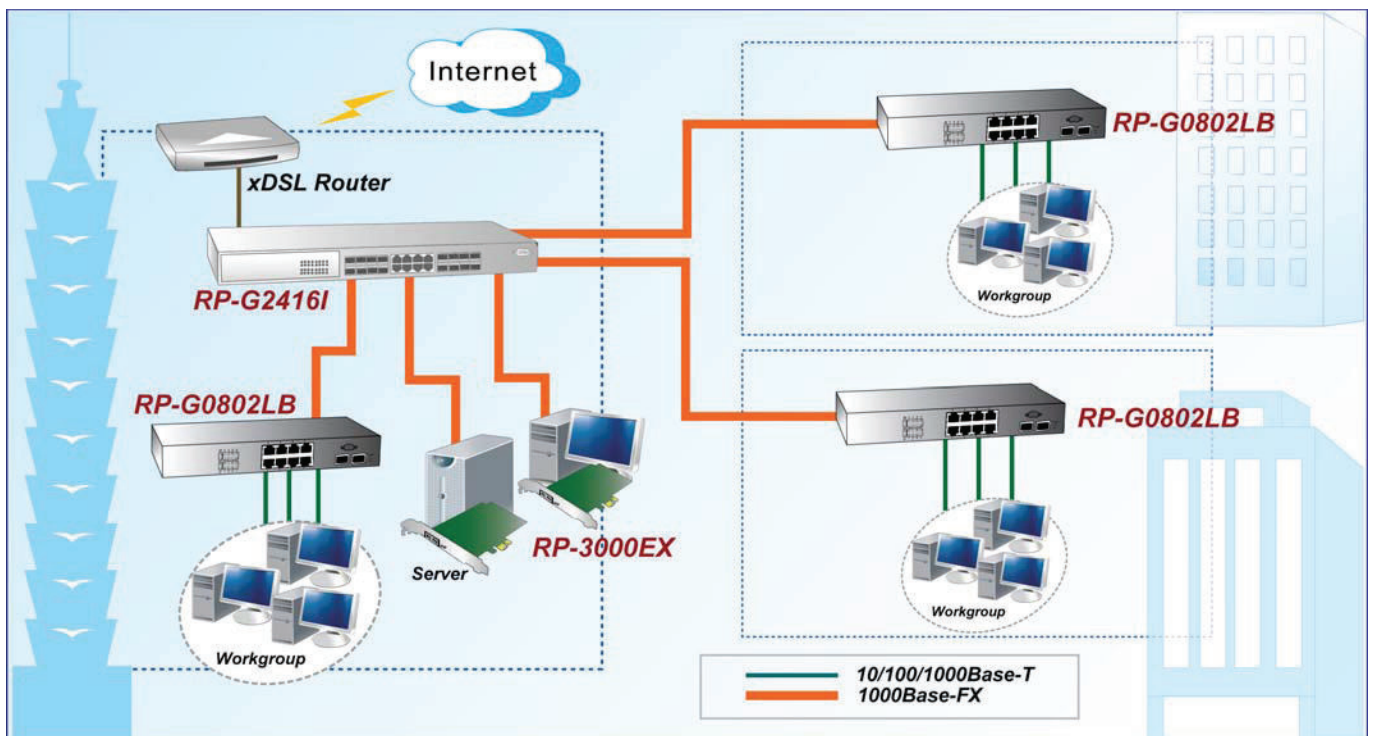 Internet
xDSL Router
RP-G2416I
RP-G0802LB
RP-3000EX
Server
Workgroup
RP-G0802LB
Workgroup
RP-G0802LB
Workgroup
10/100/1000Base-T
1000Base-FX